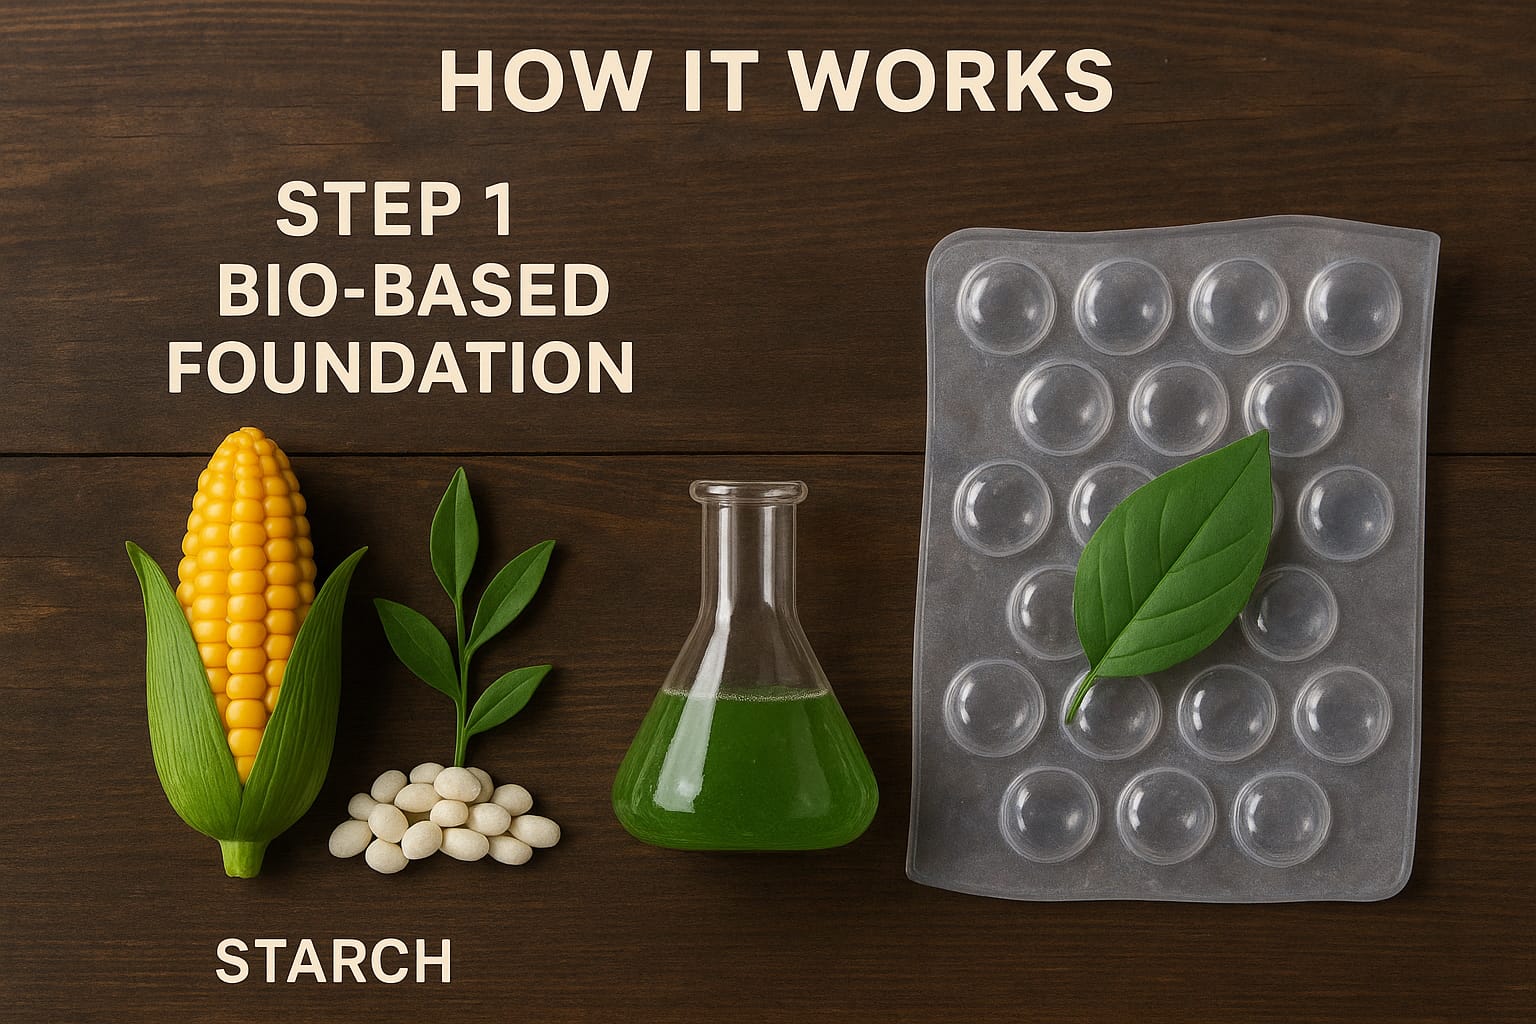 HOW IT WORKS
STEP 1
BIO-BASED
FOUNDATION
STARCH